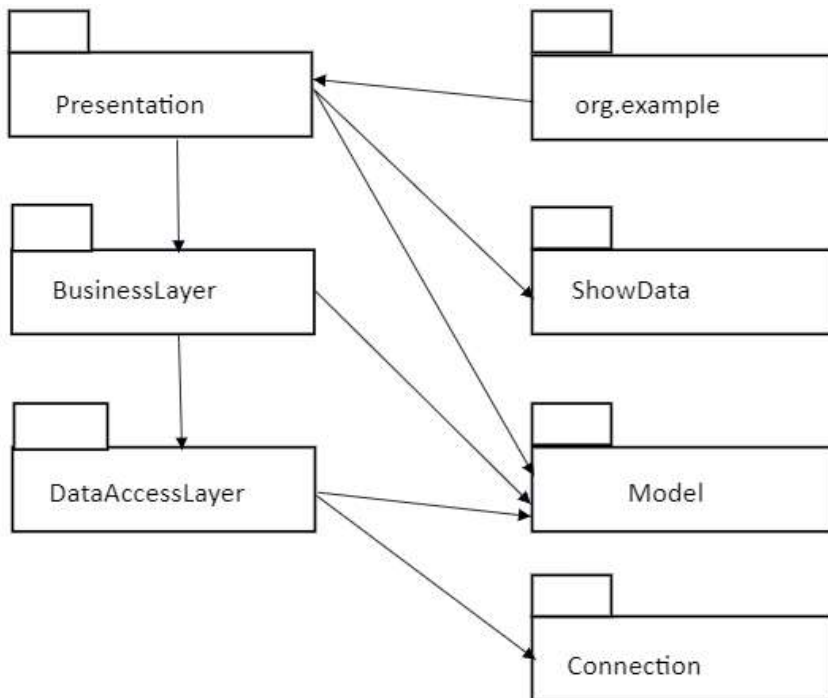 Presentation
org.example
BusinessLayer
ShowData
DataAccessLayer
Model
Connection